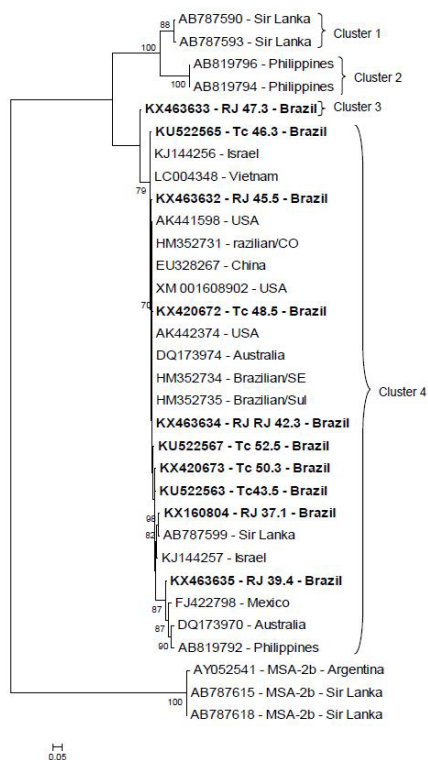 88
AB787590 - Sir Lanka
AB787593 - Sir Lanka
Cluster 1
100
AB819796 - Philippines
100
AB819794 - Philippines
Cluster 2
KX463633 - RJ 47.3 - Brazil
Cluster 3
KU522565 - Tc 46.3 - Brazil
KJ144256 - Israel
LC004348 - Vietnam
79
KX463632 - RJ 45.5 - Brazil
AK441598 - USA
HM352731 - razilian/CO
EU328267 - China
XM 001608902 - USA
70
KX420672 - Tc 48.5 - Brazil
AK442374 - USA
DQ173974 - Australia
HM352734 - Brazilian/SE
HM352735 - Brazilian/Sul
Cluster 4
KX463634 - RJ RJ 42.3 - Brazil
KU522567 - Tc 52.5 - Brazil
KX420673 - Tc 50.3 - Brazil
KU522563 - Tc43.5 - Brazil
98
KX160804 - RJ 37.1 - Brazil
82
AB787599 - Sir Lanka
KJ144257 - Israel
KX463635 - RJ 39.4 - Brazil
87
FJ422798 - Mexico
87
DQ173970 - Australia
90
AB819792 - Philippines
AY052541 - MSA-2b - Argentina
100
AB787615 - MSA-2b - Sir Lanka
AB787618 - MSA-2b - Sir Lanka
0.05